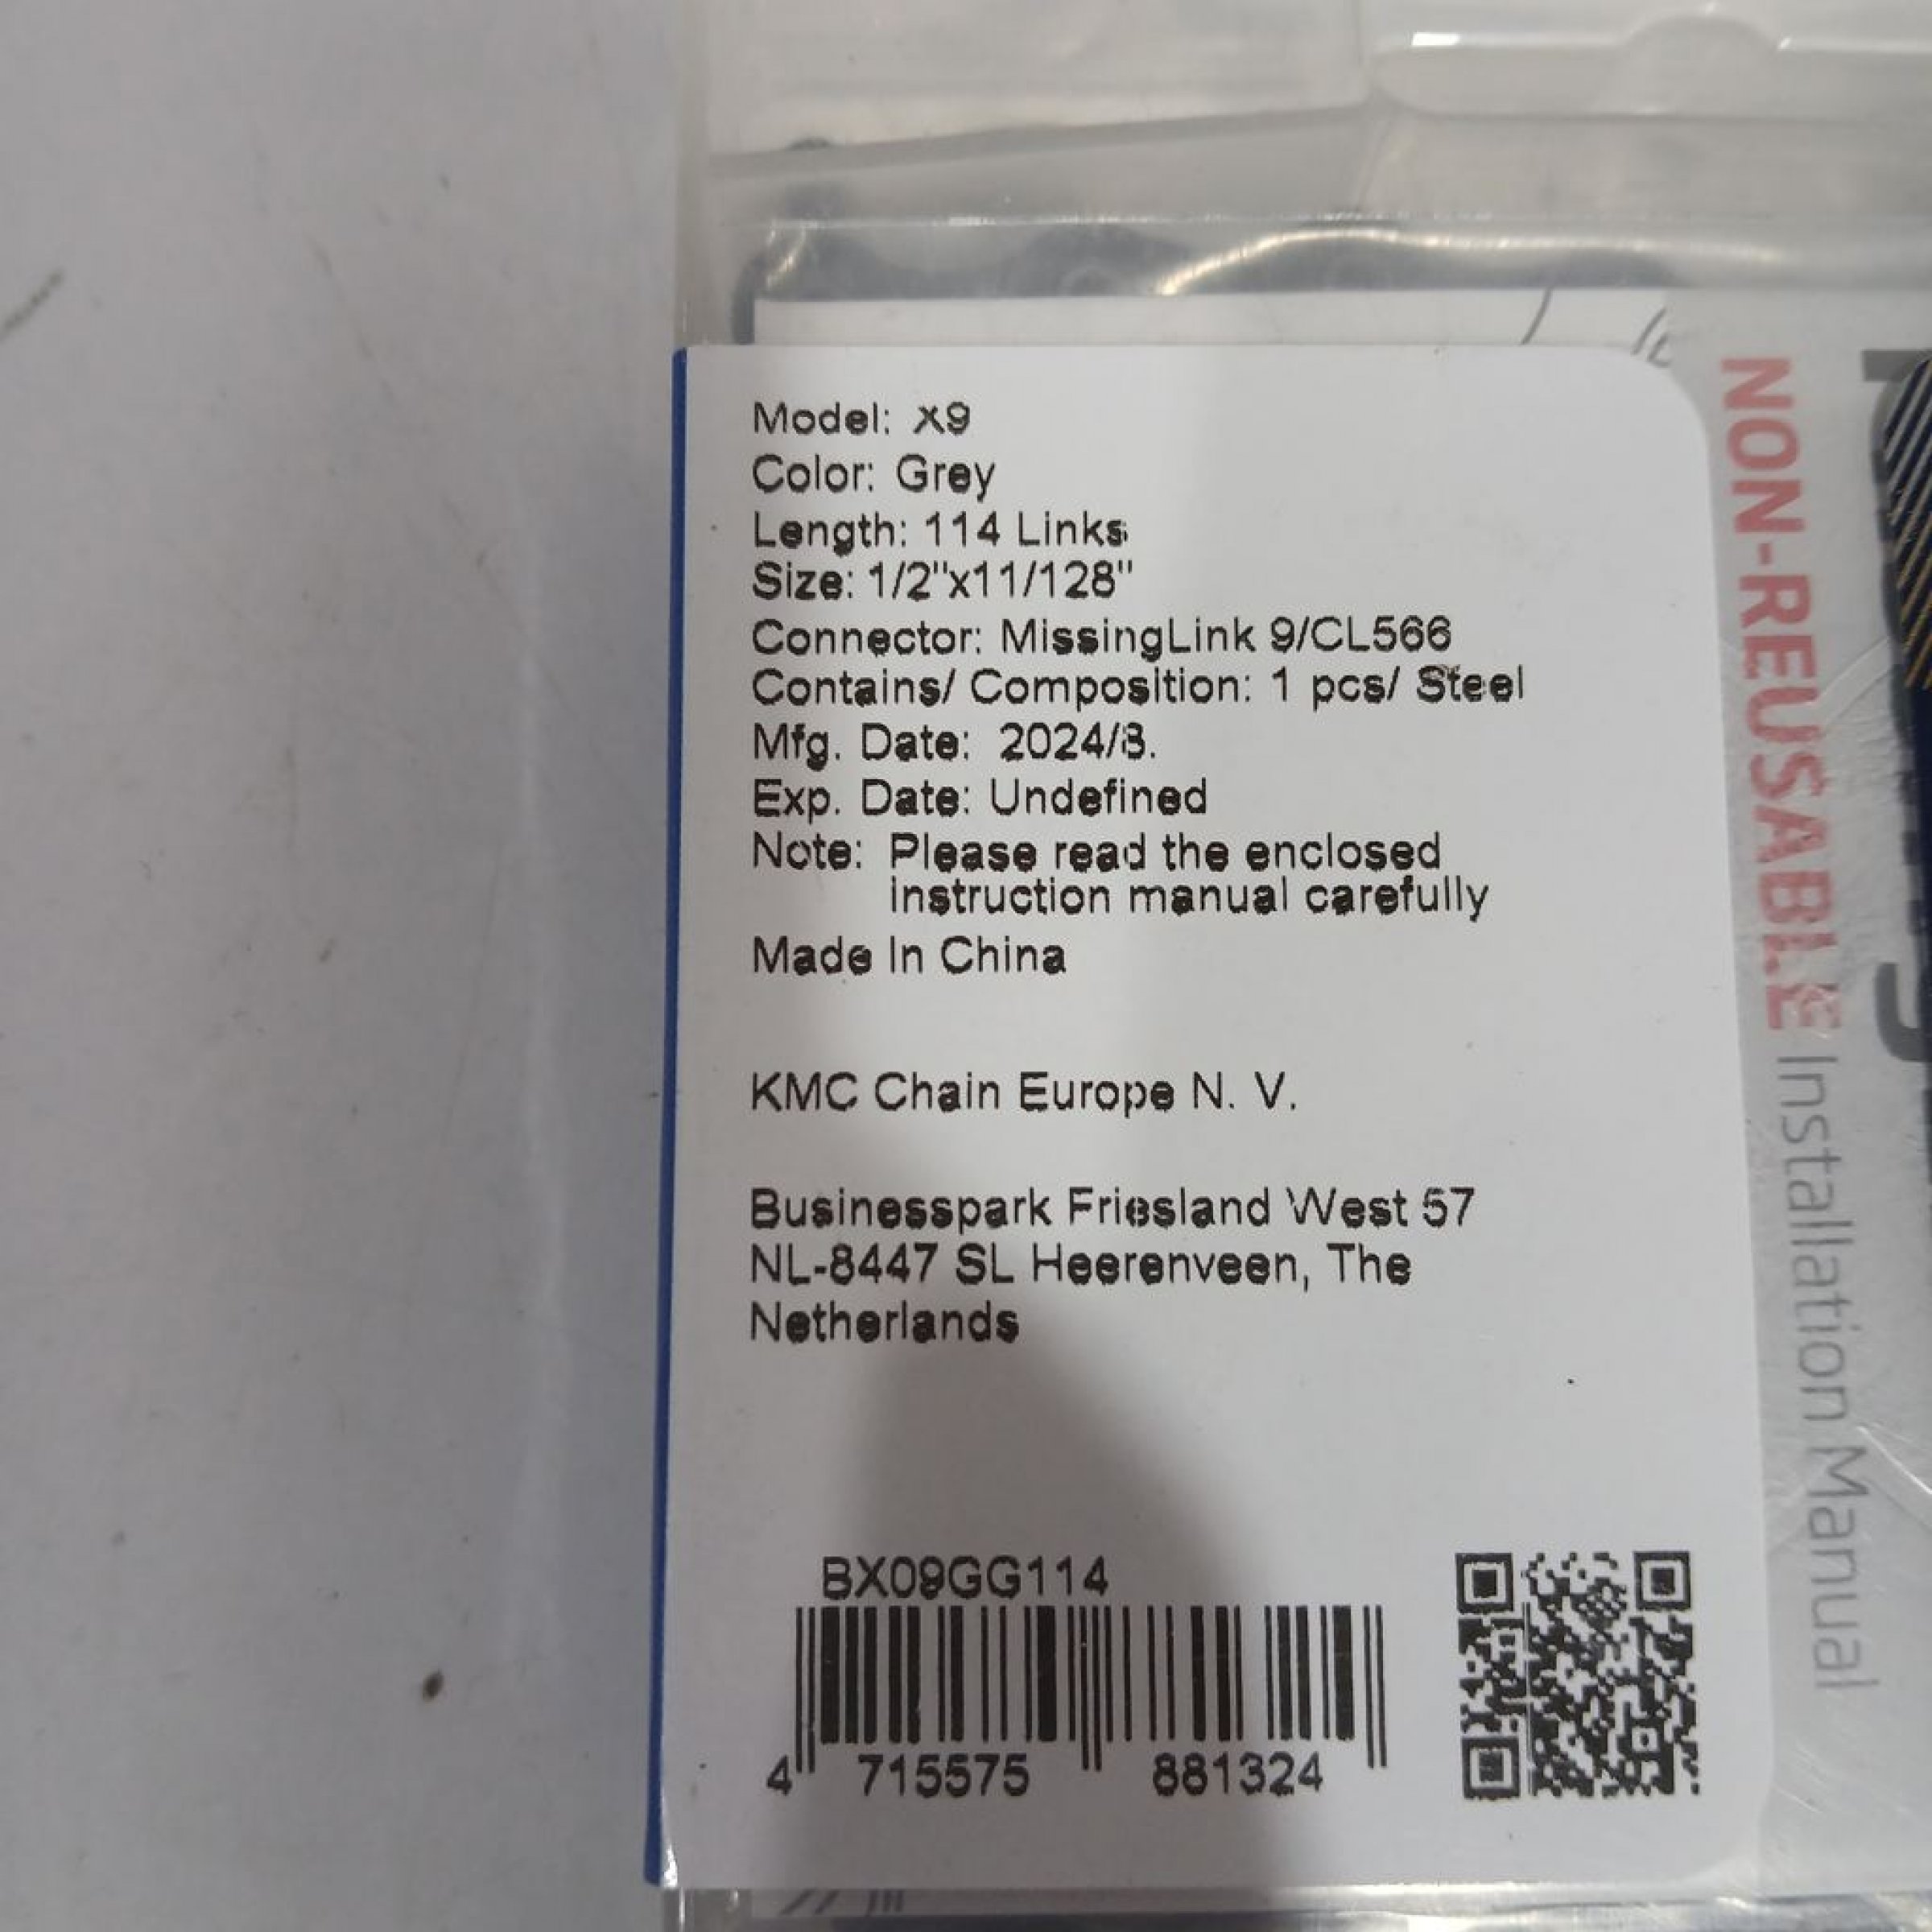 Model: X9
Color: Grey
Length: 114 Links
Size: 1/2"x11/128"
Connector: MissingLink 9/CL566
Contains/ Composition: 1 pcs/ Steel
Mfg. Date: 2024/8.
Exp. Date: Undefined
Note: Please read the enclosed
instruction manual carefully
Made In China
KMC Chain Europe N. V.
Businesspark Friesland West 57
NL-8447 SL Heerenveen, The
Netherlands
BX09GG114
4 715575 881324
NON-REUSABLE Installation Manual